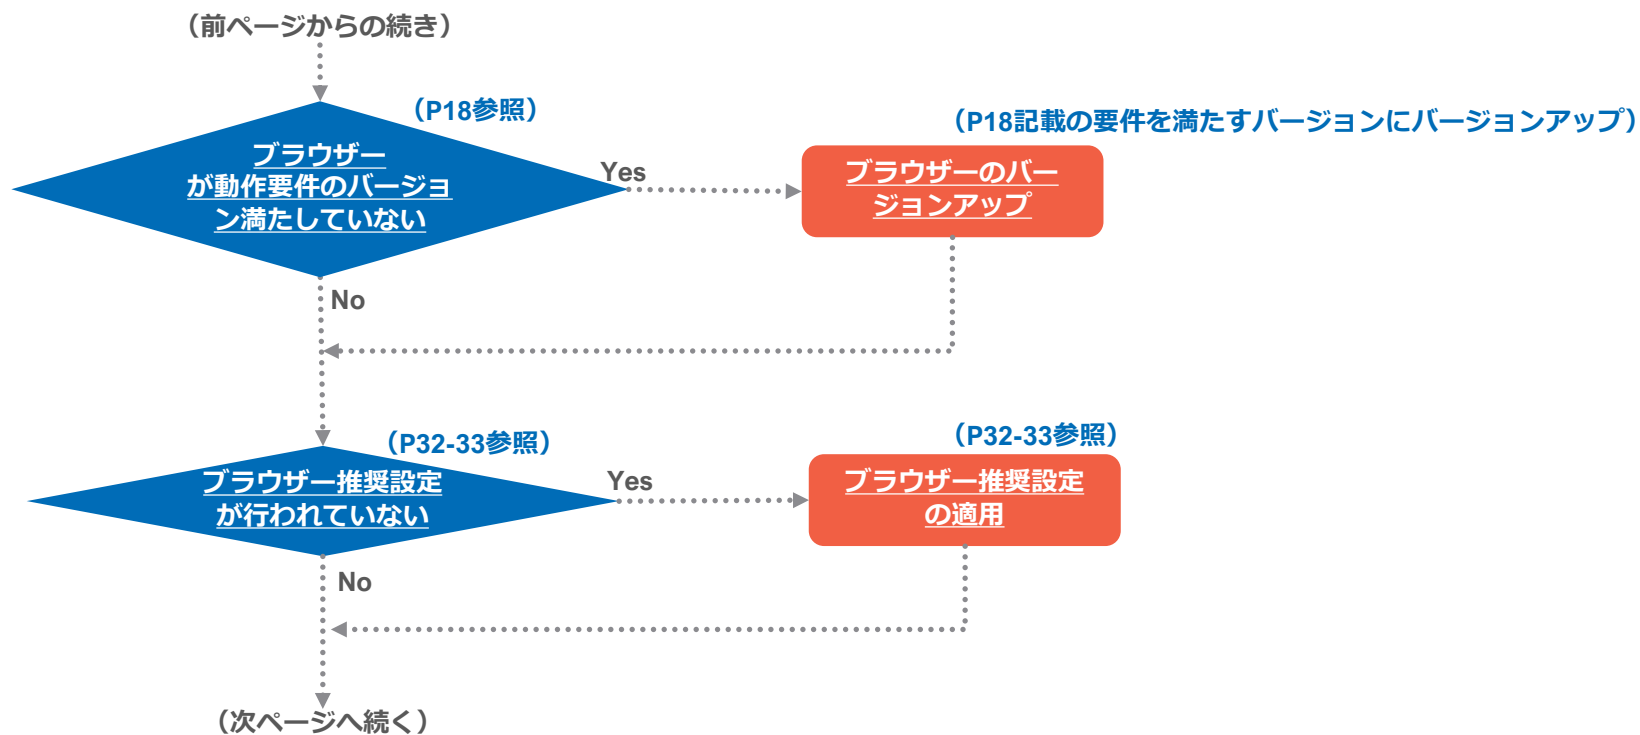 （前ページからの続き）
（P18参照）
（P18記載の要件を満たすバージョンにバージョンアップ）
ブラウザー
が動作要件のバージョ
ン満たしていない
Yes
ブラウザーのバー
ジョンアップ
No
（P32-33参照）
（P32-33参照）
ブラウザー推奨設定
が行われていない
Yes
ブラウザー推奨設定
の適用
No
（次ページへ続く）